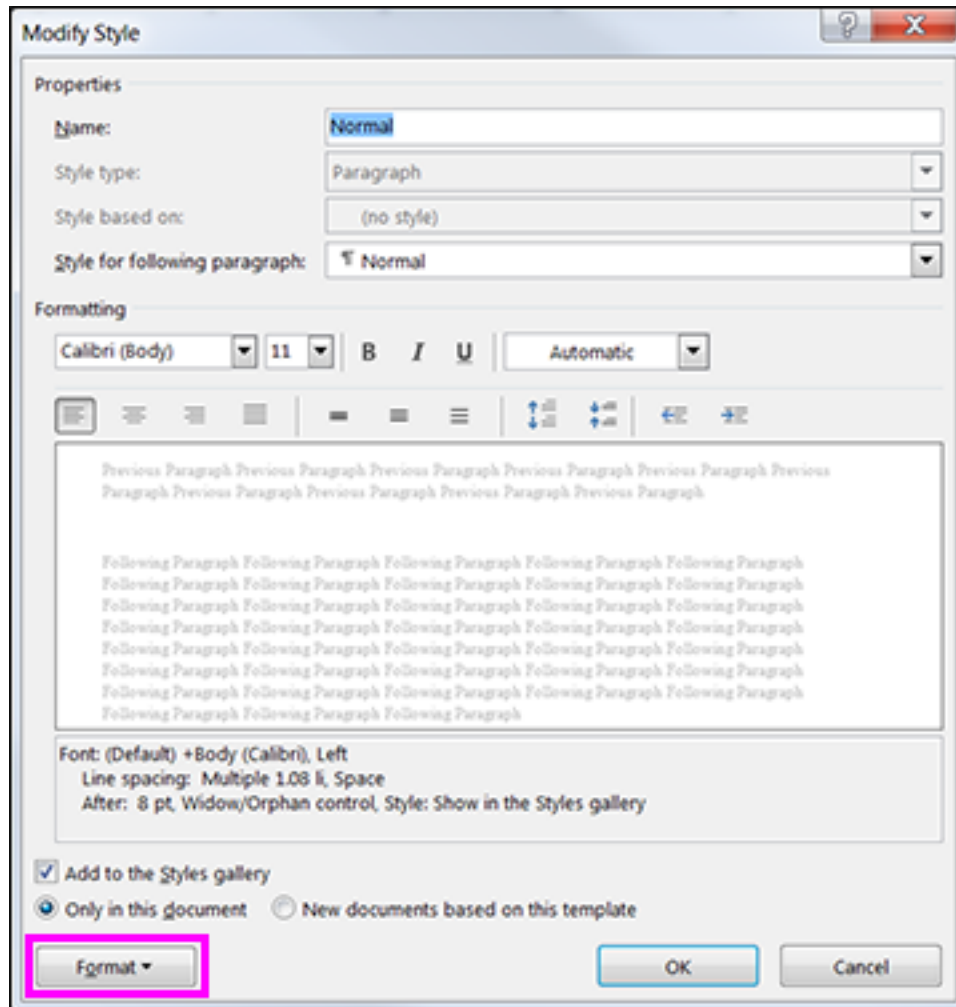 Modify Style
?
X
Properties
Name:
Normal
Style type:
Paragraph
Style based on:
(no style)
Style for following paragraph:
¶ Normal
Formatting
Calibri (Body)
11
B
I
U
Automatic
Previous Paragraph Previous Paragraph Previous Paragraph Previous Paragraph Previous Paragraph Previous
Paragraph Previous Paragraph Previous Paragraph Previous Paragraph Previous Paragraph
Following Paragraph Following Paragraph Following Paragraph Following Paragraph Following Paragraph
Following Paragraph Following Paragraph Following Paragraph Following Paragraph Following Paragraph
Following Paragraph Following Paragraph Following Paragraph Following Paragraph Following Paragraph
Following Paragraph Following Paragraph Following Paragraph Following Paragraph Following Paragraph
Following Paragraph Following Paragraph Following Paragraph Following Paragraph Following Paragraph
Following Paragraph Following Paragraph Following Paragraph Following Paragraph Following Paragraph
Following Paragraph Following Paragraph Following Paragraph Following Paragraph Following Paragraph
Following Paragraph Following Paragraph Following Paragraph
Font: (Default) +Body (Calibri), Left
Line spacing: Multiple 1.08 li, Space
After: 8 pt, Widow/Orphan control, Style: Show in the Styles gallery
Add to the Styles gallery
Only in this document
New documents based on this template
Format
OK
Cancel